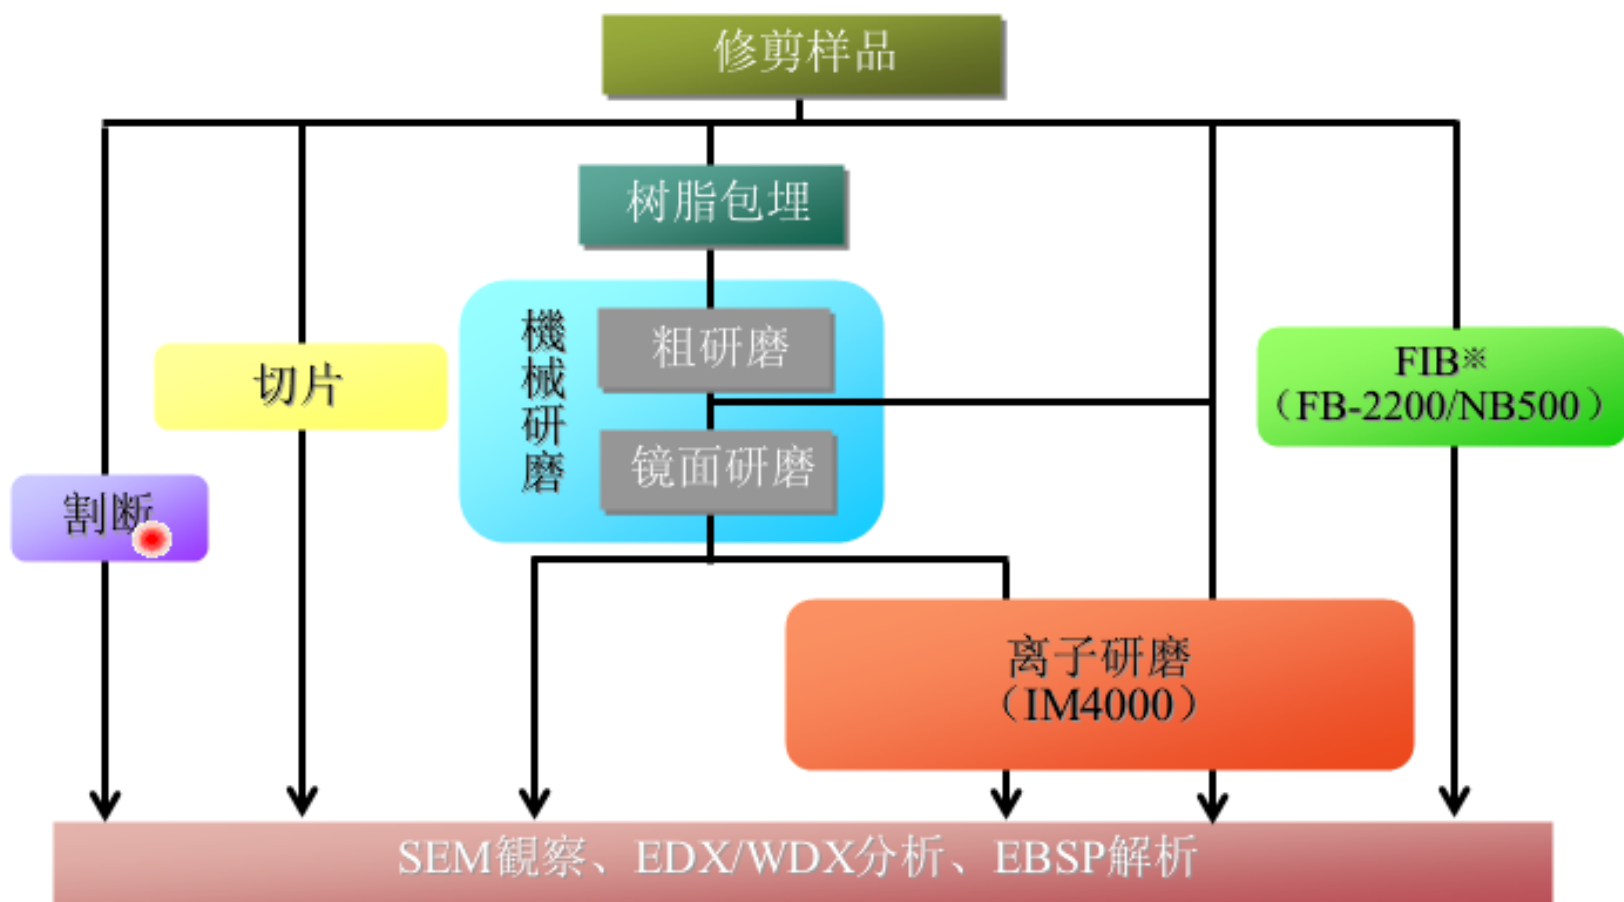 修剪样品
树脂包埋
機械研磨
粗研磨
镜面研磨
切片
割断
FIB※
（FB-2200/NB500）
离子研磨
（IM4000）
SEM観察、EDX/WDX分析、EBSP解析